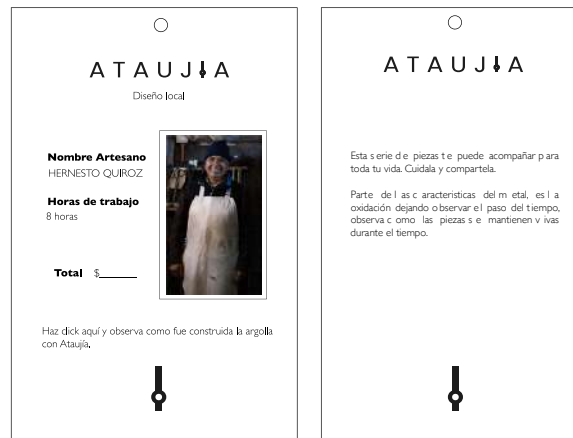 ATAUJIA
Diseño local
Nombre Artesano
HERNESTO QUIROZ
Horas de trabajo
8 horas
Total $______
Haz click aquí y observa como fue construida la argolla
con Ataujía,
ATAUJIA
Esta serie de piezas te puede acompañar para
toda tu vida. Cuidala y compartela.
Parte de las caracteristicas del metal, es la
oxidación dejando observar el paso del tiempo,
observa como las piezas se mantienen vivas
durante el tiempo.